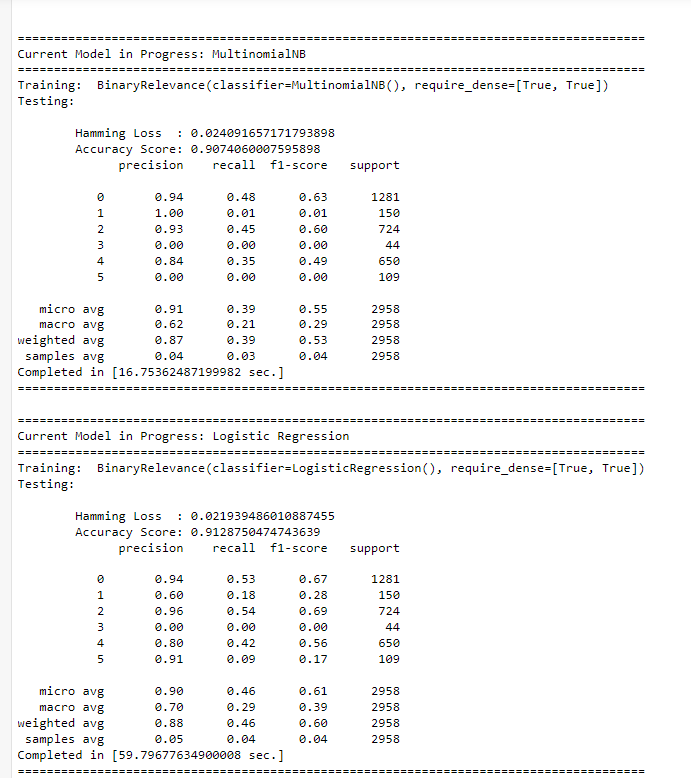 ================================================================================
Current Model in Progress: MultinomialNB
================================================================================
Training:  BinaryRelevance(classifier=MultinomialNB(), require_dense=[True, True])
Testing:
Hamming Loss  : 0.024091657171793898
Accuracy Score: 0.9074060007595898
precision    recall  f1-score   support
0       0.94      0.48      0.63      1281
1       1.00      0.01      0.01       150
2       0.93      0.45      0.60       724
3       0.00      0.00      0.00        44
4       0.84      0.35      0.49       650
5       0.00      0.00      0.00       109
micro avg       0.91      0.39      0.55      2958
macro avg       0.62      0.21      0.29      2958
weighted avg       0.87      0.39      0.53      2958
samples avg       0.04      0.03      0.04      2958
Completed in [16.75362487199982 sec.]
================================================================================
================================================================================
Current Model in Progress: Logistic Regression
================================================================================
Training:  BinaryRelevance(classifier=LogisticRegression(), require_dense=[True, True])
Testing:
Hamming Loss  : 0.021939486010887455
Accuracy Score: 0.9128750474743639
precision    recall  f1-score   support
0       0.94      0.53      0.67      1281
1       0.60      0.18      0.28       150
2       0.96      0.54      0.69       724
3       0.00      0.00      0.00        44
4       0.80      0.42      0.56       650
5       0.91      0.09      0.17       109
micro avg       0.90      0.46      0.61      2958
macro avg       0.70      0.29      0.39      2958
weighted avg       0.88      0.46      0.60      2958
samples avg       0.05      0.04      0.04      2958
Completed in [59.79677634900008 sec.]
================================================================================